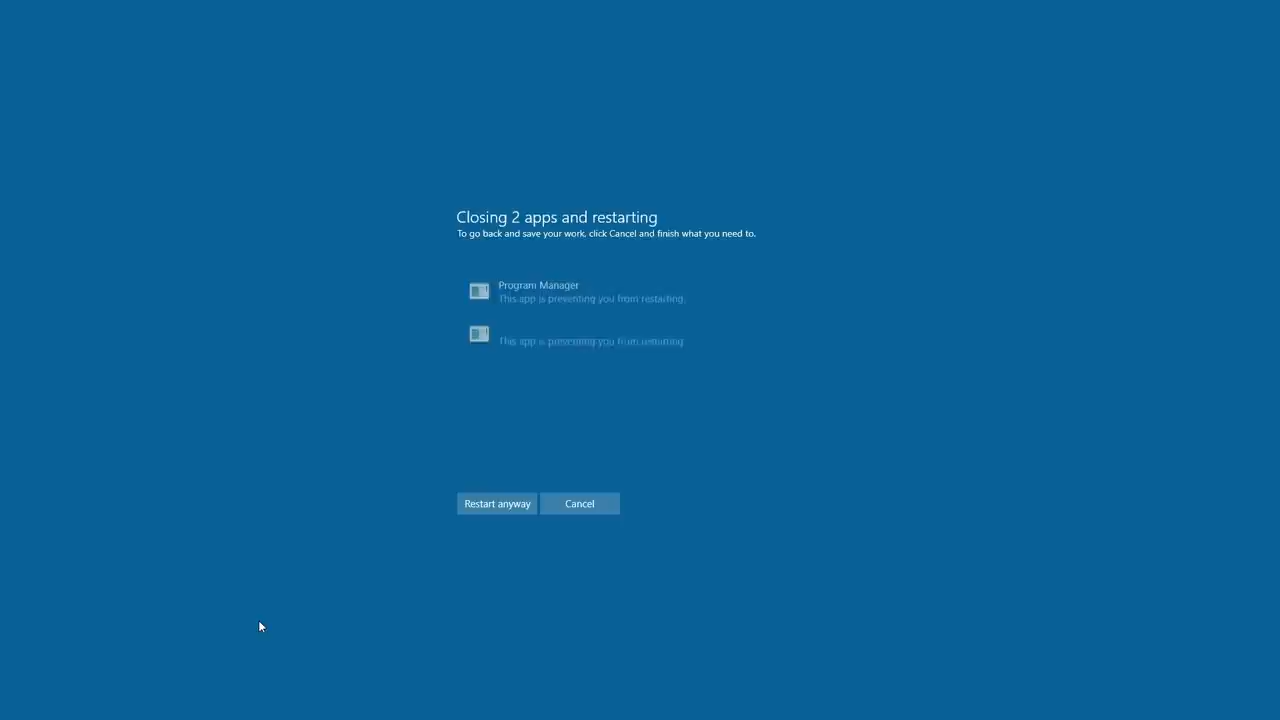 Closing 2 apps and restarting
To go back and save your work, click Cancel and finish what you need to.
Program Manager
This app is preventing you from restarting.
This app is preventing you from restarting.
Restart anyway
Cancel